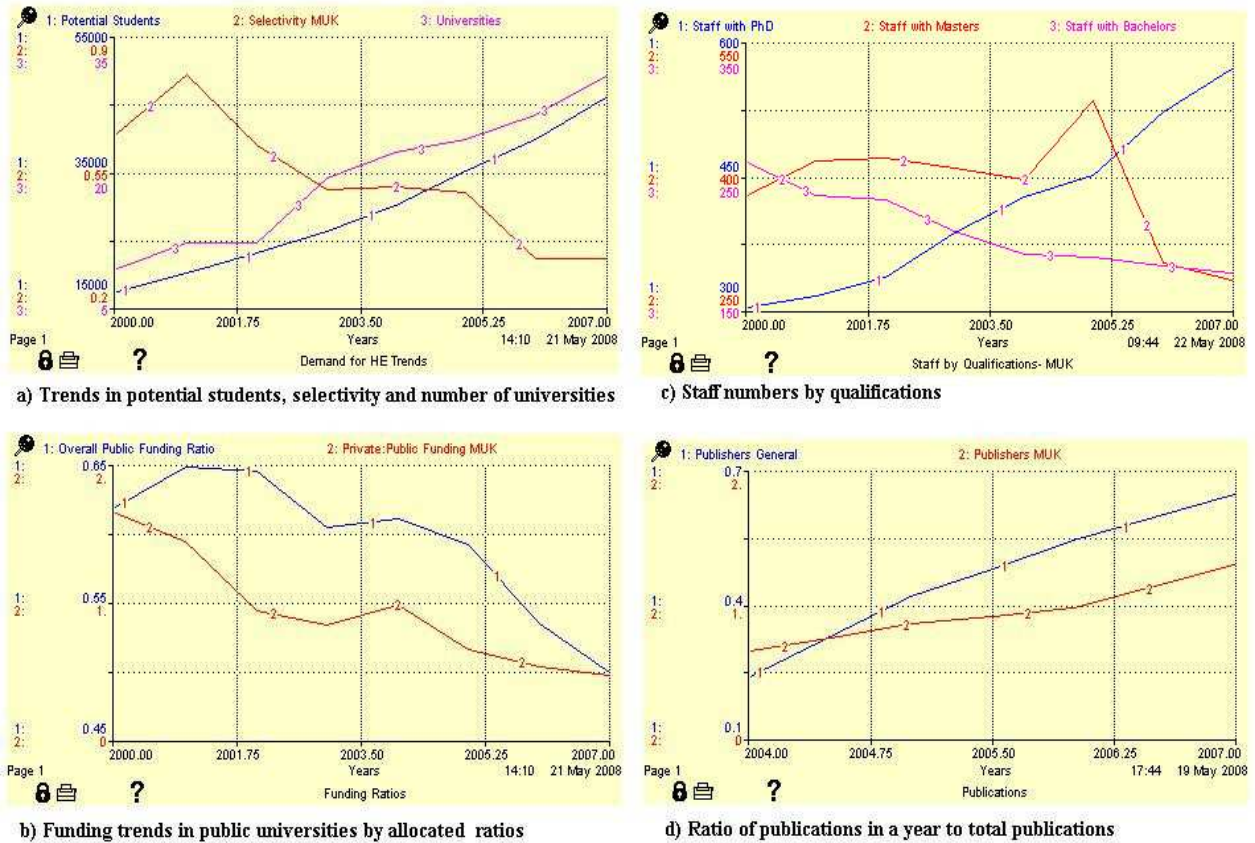 1: Potential Students 2: Selectivity MUK 3: Universities
1: 55000
2: 0.9
3: 35
1: 35000
2: 0.55
3: 20
1: 15000
2: 0.2
3: 5
2000.00 2001.75 2003.50 2005.25 2007.00
Page 1 Years 14:10 21 May 2008
? Demand for HE Trends
a) Trends in potential students, selectivity and number of universities
1: Staff with PhD 2: Staff with Masters 3: Staff with Bachelors
1: 600
2: 550
3: 350
1: 450
2: 400
3: 250
1: 300
2: 250
3: 150
2000.00 2001.75 2003.50 2005.25 2007.00
Page 1 Years 09:44 22 May 2008
? Staff by Qualifications- MUK
c) Staff numbers by qualifications
1: Overall Public Funding Ratio 2: Private:Public Funding MUK
1: 0.65
2: 2.
1: 0.55
2: 1.
1: 0.45
2: 0
2000.00 2001.75 2003.50 2005.25 2007.00
Page 1 Years 14:10 21 May 2008
? Funding Ratios
b) Funding trends in public universities by allocated ratios
1: Publishers General 2: Publishers MUK
1: 0.7
2: 2.
1: 0.4
2: 1.
1: 0.1
2: 0
2004.00 2004.75 2005.50 2006.25 2007.00
Page 1 Years 17:44 19 May 2008
? Publications
d) Ratio of publications in a year to total publications